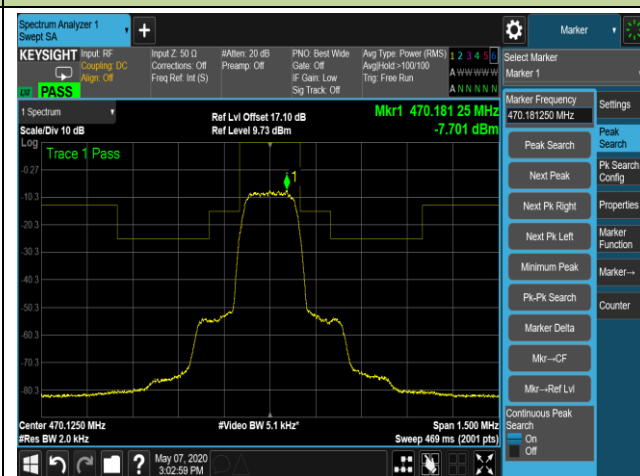 Spectrum Analyzer 1
Swept SA
Marker
KEYSIGHT
Input: RF
Coupling: DC
Align: Off
Input Z: 50 Ω
Corrections: Off
Freq Ref: Int (S)
#Atten: 20 dB
Preamp: Off
PNO: Best Wide
Gate: Off
IF Gain: Low
Sig Track: Off
Avg Type: Power (RMS)
Avg|Hold:>100/100
Trig: Free Run
1 2 3 4 5 6
A W W W W W
A N N N N N
PASS
Select Marker
Marker 1
1 Spectrum
Scale/Div 10 dB
Log
Ref Lvl Offset 17.10 dB
Ref Level 9.73 dBm
Mkr1 470.181 25 MHz
-7.701 dBm
Trace 1 Pass
1
-0.27
-10.3
-20.3
-30.3
-40.3
-50.3
-60.3
-70.3
-80.3
Center 470.1250 MHz
#Res BW 2.0 kHz
#Video BW 5.1 kHz*
Span 1.500 MHz
Sweep 469 ms (2001 pts)
Marker Frequency
470.181250 MHz
Peak Search
Next Peak
Next Pk Right
Next Pk Left
Minimum Peak
Pk-Pk Search
Marker Delta
Mkr→CF
Mkr→Ref Lvl
Continuous Peak
Search
On
Off
Settings
Peak
Search
Pk Search
Config
Properties
Marker
Function
Marker→
Counter
May 07, 2020
3:02:59 PM